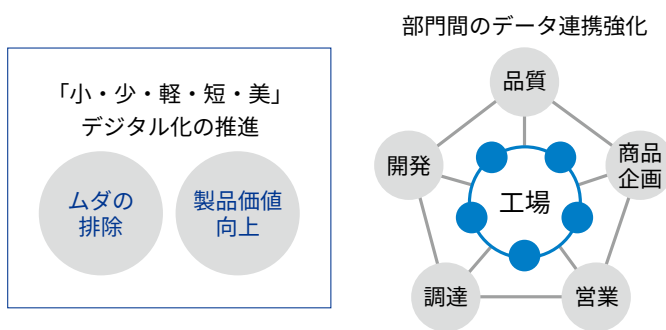 「小・少・軽・短・美」
デジタル化の推進
ムダの
排除
製品価値
向上
部門間のデータ連携強化
品質
商品
企画
開発
工場
調達
営業